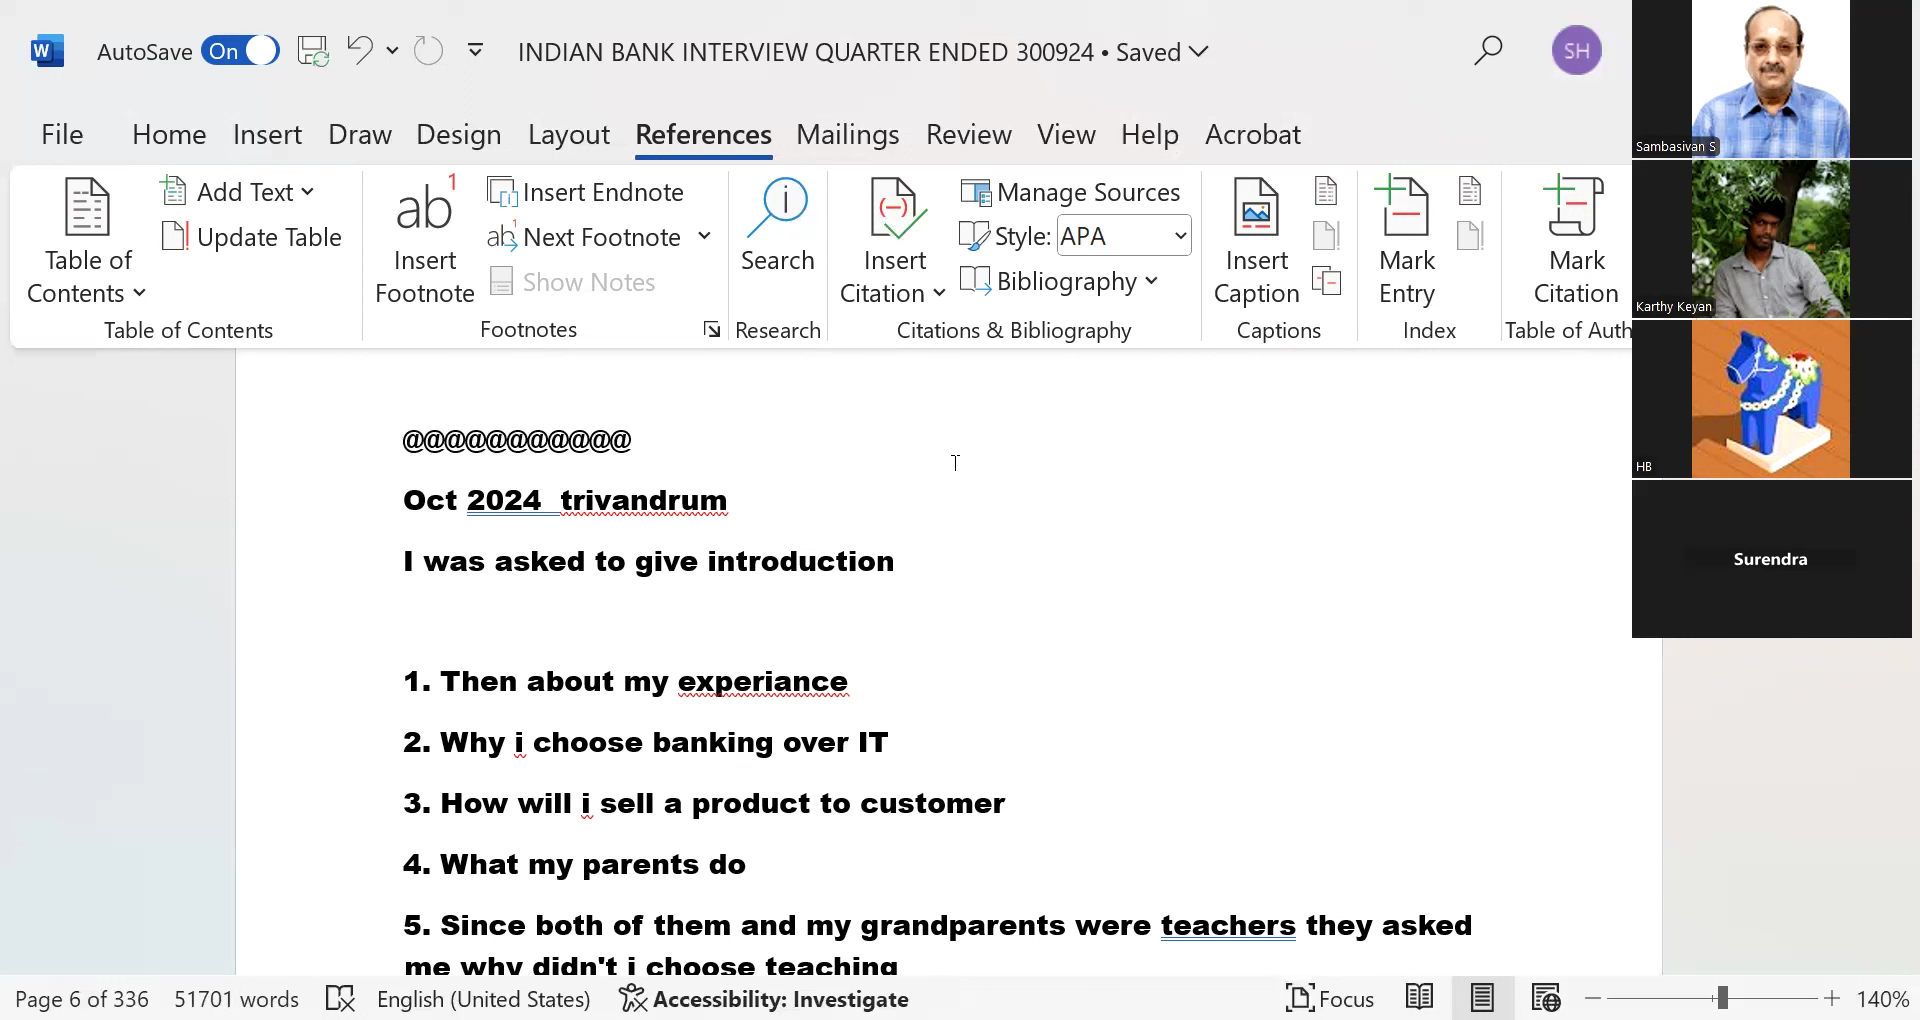 AutoSave On INDIAN BANK INTERVIEW QUARTER ENDED 300924 • Saved SH
File Home Insert Draw Design Layout References Mailings Review View Help Acrobat
Table of Contents
Add Text
Update Table
Table of Contents
ab1
Insert Footnote
Insert Endnote
ab1 Next Footnote
Show Notes
Footnotes
Search
Research
Insert Citation
Manage Sources
Style: APA
Bibliography
Citations & Bibliography
Insert Caption
Captions
Mark Entry
Index
Mark Citation
Table of Auth
Sambasivan S
Karthy Keyan
HB
Surendra
@@@@@@@@@@@
Oct 2024 trivandrum
I was asked to give introduction
1. Then about my experiance
2. Why i choose banking over IT
3. How will i sell a product to customer
4. What my parents do
5. Since both of them and my grandparents were teachers they asked
me why didn't i choose teaching
Page 6 of 336 51701 words English (United States) Accessibility: Investigate Focus 140%